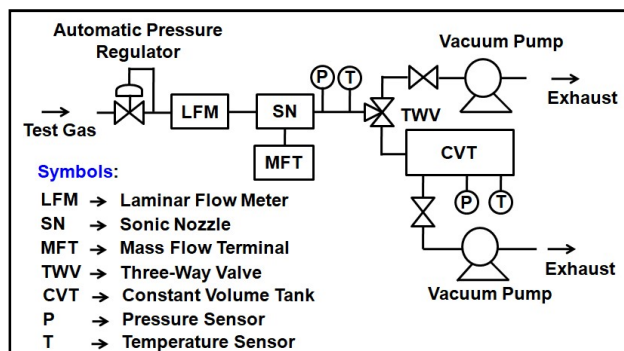 Automatic Pressure
Regulator
Vacuum Pump
P T
Exhaust
Test Gas
LFM SN
TWV
MFT
CVT
Symbols:
LFM → Laminar Flow Meter
SN → Sonic Nozzle
MFT → Mass Flow Terminal
TWV → Three-Way Valve
CVT → Constant Volume Tank
P → Pressure Sensor
T → Temperature Sensor
P T
Exhaust
Vacuum Pump